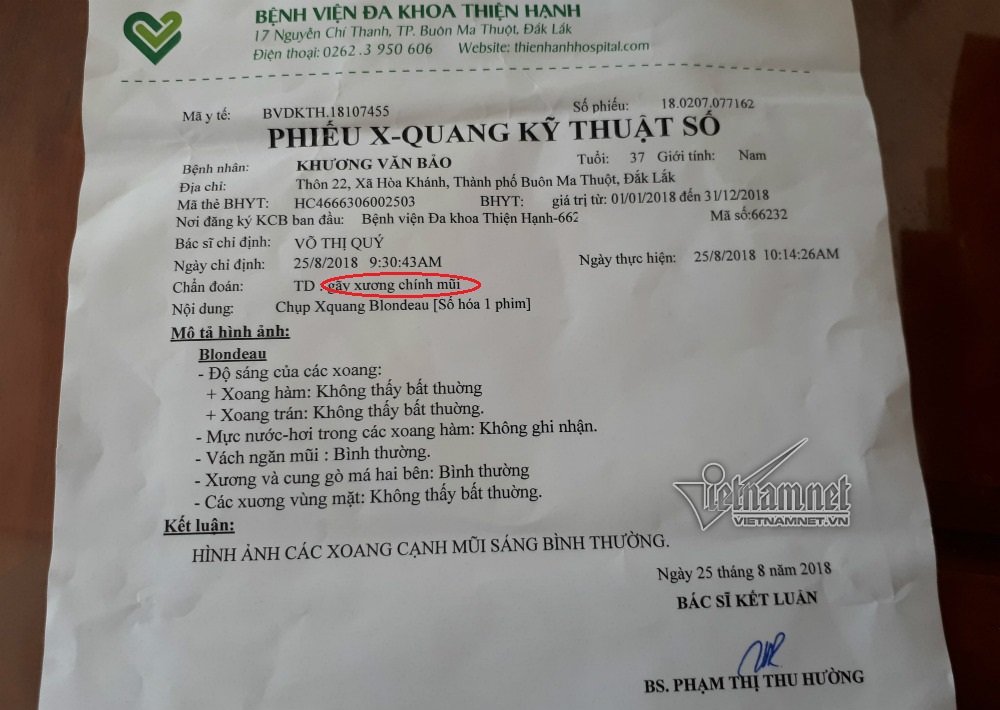 BỆNH VIỆN ĐA KHOA THIỆN HẠNH
17 Nguyễn Chí Thanh, TP. Buôn Ma Thuột, Đắk Lắk
Điện thoại: 0262 .3 950 606 Website: thienhanhhospital.com
Mã y tế: BVDKTH.18107455 Số phiếu: 18.0207.077162
PHIẾU X-QUANG KỸ THUẬT SỐ
Bệnh nhân: KHƯƠNG VĂN BẢO Tuổi: 37 Giới tính: Nam
Địa chỉ: Thôn 22, Xã Hòa Khánh, Thành phố Buôn Ma Thuột, Đắk Lắk
Mã thẻ BHYT: HC4666306002503 BHYT: giá trị từ: 01/01/2018 đến 31/12/2018
Nơi đăng ký KCB ban đầu: Bệnh viện Đa khoa Thiện Hạnh-662 Mã số:66232
Bác sĩ chỉ định: VÕ THỊ QUÝ
Ngày chỉ định: 25/8/2018 9:30:43AM Ngày thực hiện: 25/8/2018 10:14:26AM
Chẩn đoán: TD : gãy xương chính mũi
Nội dung: Chụp Xquang Blondeau [Số hóa 1 phim]
Mô tả hình ảnh:
Blondeau
- Độ sáng của các xoang:
+ Xoang hàm: Không thấy bất thuờng
+ Xoang trán: Không thấy bất thuờng.
- Mực nước-hơi trong các xoang hàm: Không ghi nhận.
- Vách ngăn mũi : Bình thường.
- Xương và cung gò má hai bên: Bình thường
- Các xuơng vùng mặt: Không thấy bất thuờng.
Kết luận:
HÌNH ẢNH CÁC XOANG CẠNH MŨI SÁNG BÌNH THƯỜNG.
Ngày 25 tháng 8 năm 2018
BÁC SĨ KẾT LUẬN
BS. PHẠM THỊ THU HƯỜNG
Vietnamnet
VIETNAMNET.VN